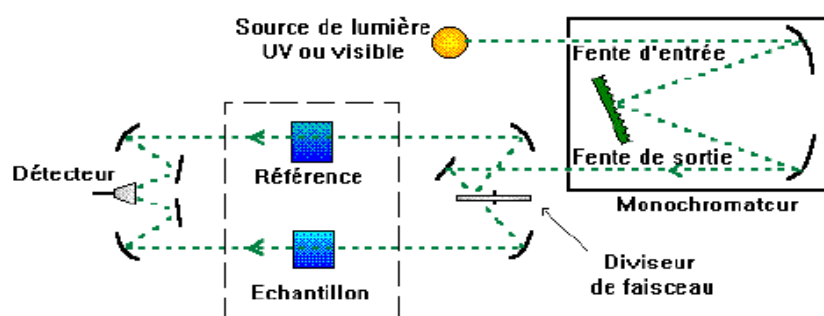 Source de lumière
UV ou visible
Fente d'entrée
Fente de sortie
Monochromateur
Détecteur
Référence
Echantillon
Diviseur
de faisceau